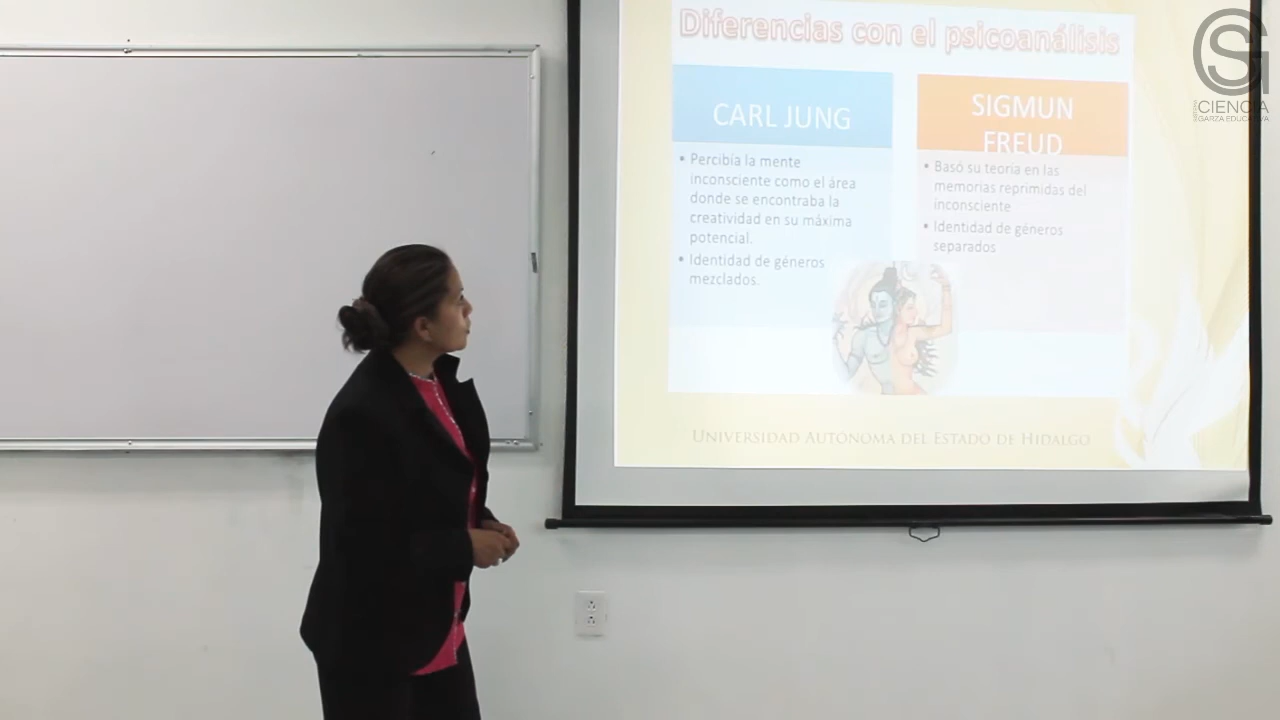 Diferencias con el psicoanálisis
CARL JUNG
• Percibía la mente
inconsciente como el área
donde se encontraba la
creatividad en su máxima
potencial.
• Identidad de géneros
mezclados.
SIGMUN
FREUD
• Basó su teoría en las
memorias reprimidas del
inconsciente
• Identidad de géneros
separados
UNIVERSIDAD AUTÓNOMA DEL ESTADO DE HIDALGO
CIENCIA
GARZA EDUCATIVA